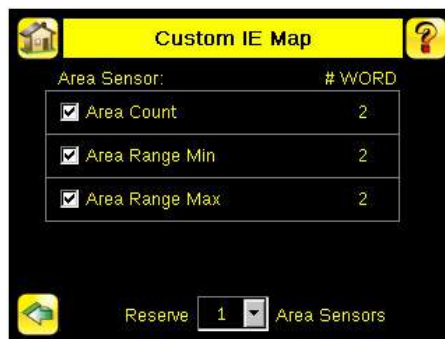 Custom IE Map
?
Area Sensor: # WORD
Area Count 2
Area Range Min 2
Area Range Max 2
Reserve 1 Area Sensors